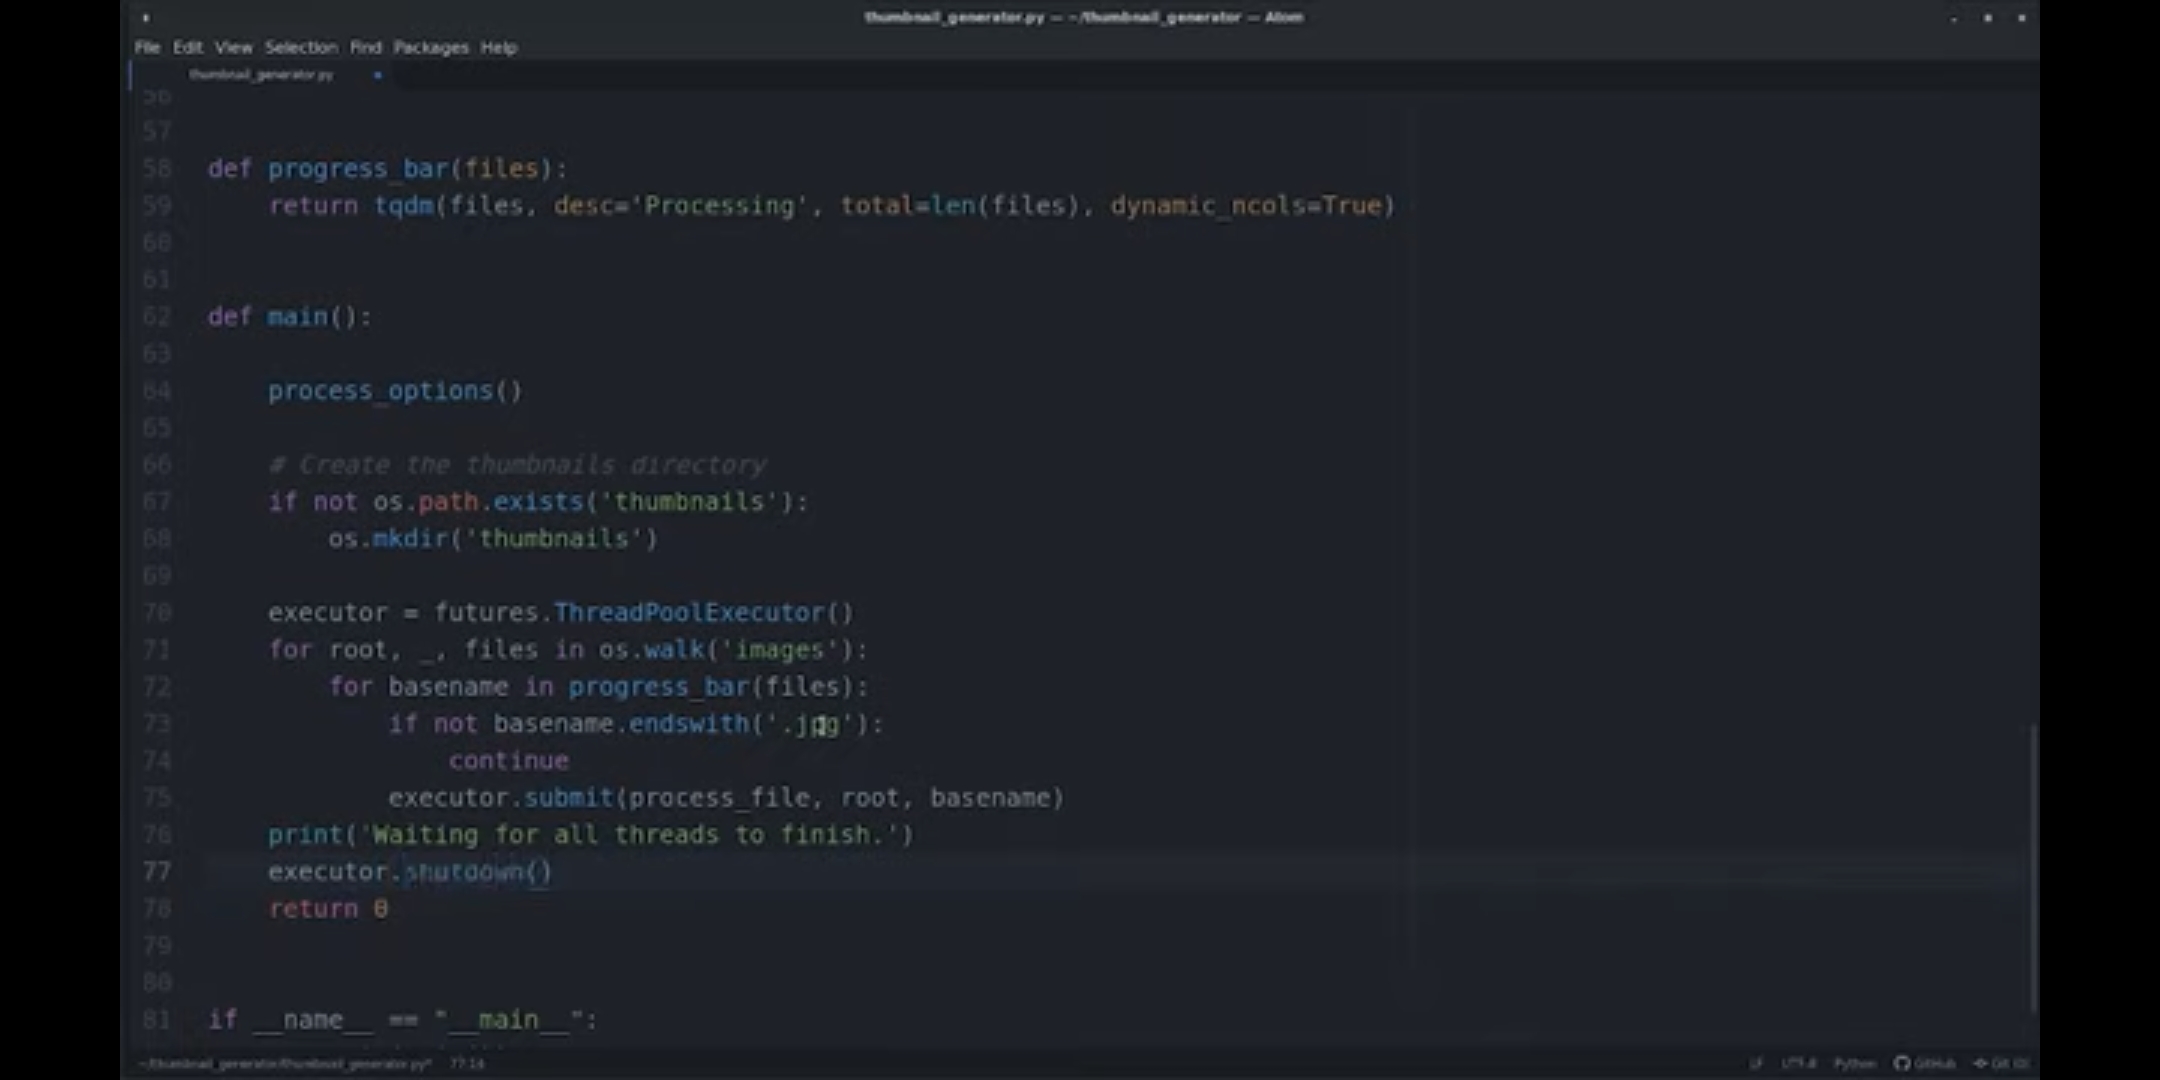 thumbnail_generator.py — ~/thumbnail_generator — Atom
File Edit View Selection Find Packages Help
thumbnail_generator.py
56
57
58 def progress_bar(files):
59     return tqdm(files, desc='Processing', total=len(files), dynamic_ncols=True)
60
61
62 def main():
63
64     process_options()
65
66     # Create the thumbnails directory
67     if not os.path.exists('thumbnails'):
68         os.mkdir('thumbnails')
69
70     executor = futures.ThreadPoolExecutor()
71     for root, _, files in os.walk('images'):
72         for basename in progress_bar(files):
73             if not basename.endswith('.jpg'):
74                 continue
75             executor.submit(process_file, root, basename)
76     print('Waiting for all threads to finish.')
77     executor.shutdown()
78     return 0
79
80
81 if __name__ == "__main__":
~/thumbnail_generator/thumbnail_generator.py* 77:14 LF UTF-8 Python GitHub Git (0)